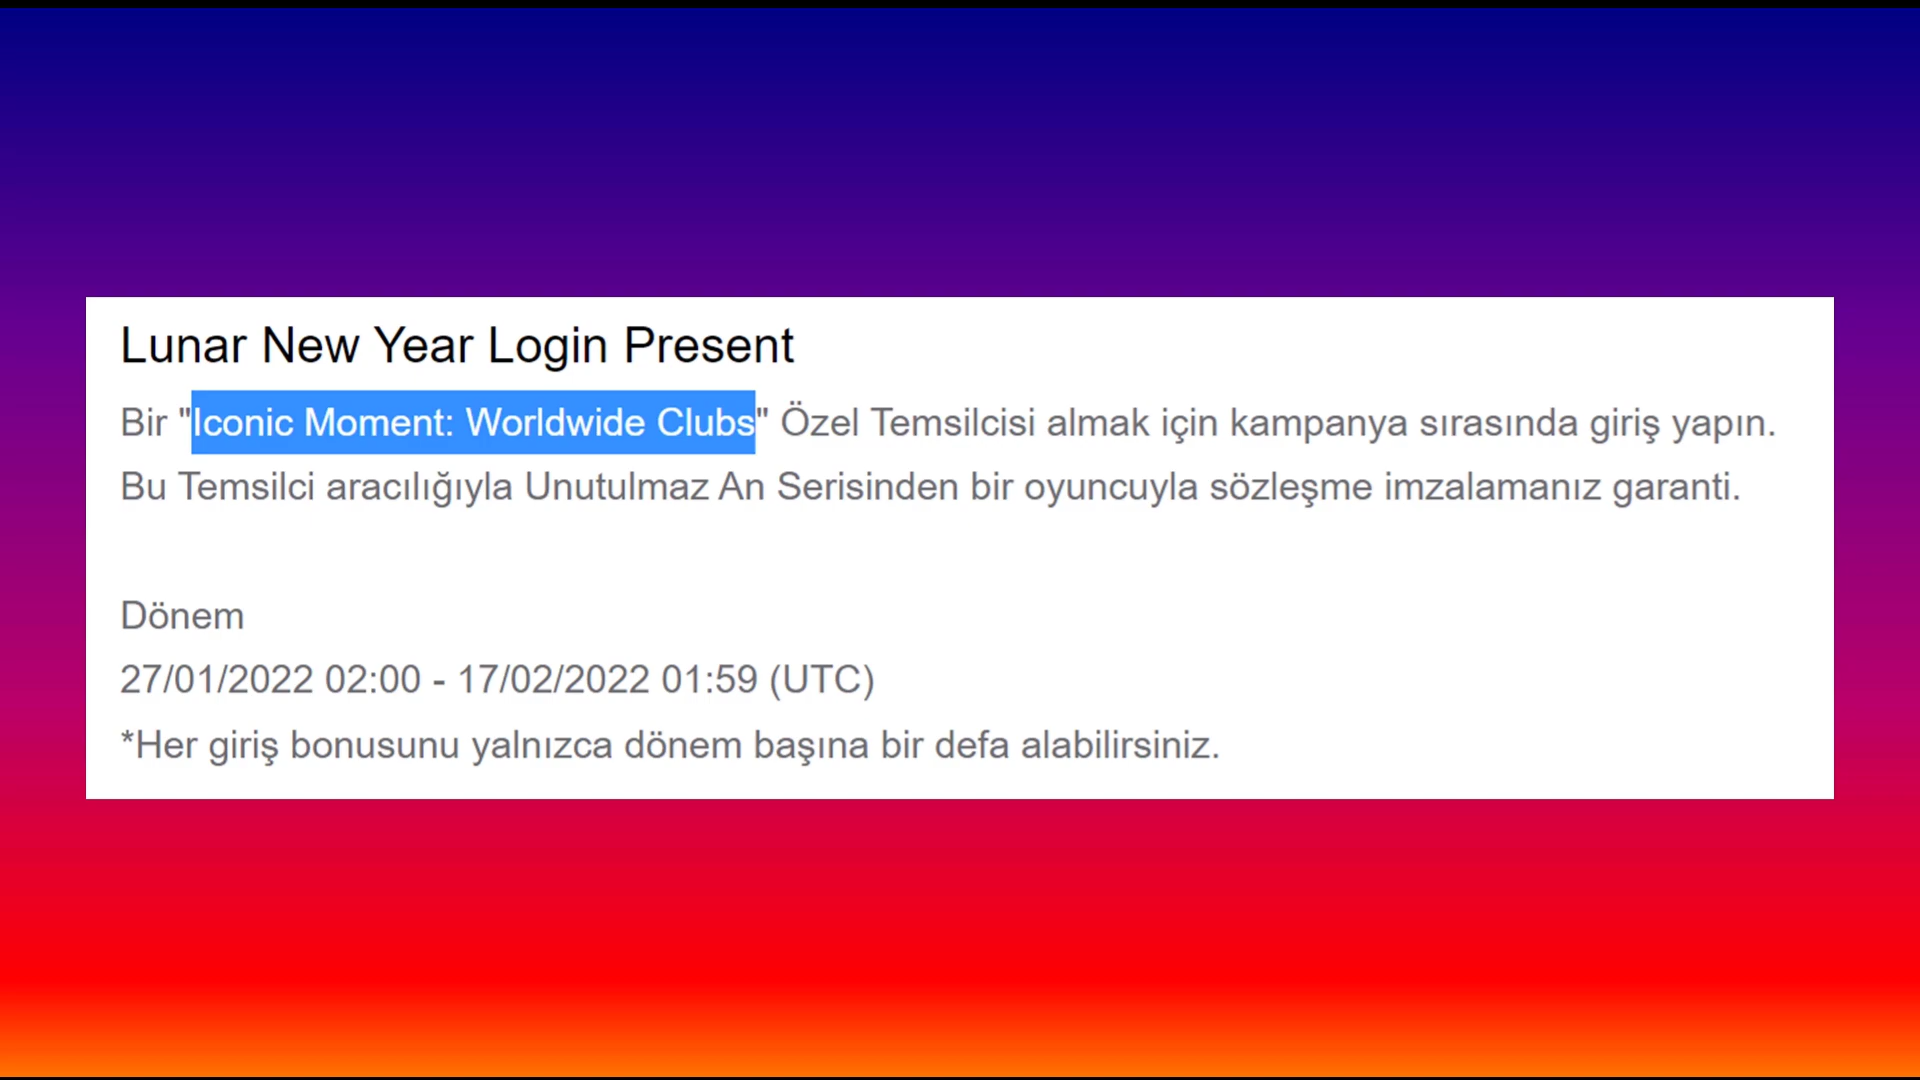 Lunar New Year Login Present
Bir "Iconic Moment: Worldwide Clubs" Özel Temsilcisi almak için kampanya sırasında giriş yapın.
Bu Temsilci aracılığıyla Unutulmaz An Serisinden bir oyuncuyla sözleşme imzalamanız garanti.
Dönem
27/01/2022 02:00 - 17/02/2022 01:59 (UTC)
*Her giriş bonusunu yalnızca dönem başına bir defa alabilirsiniz.